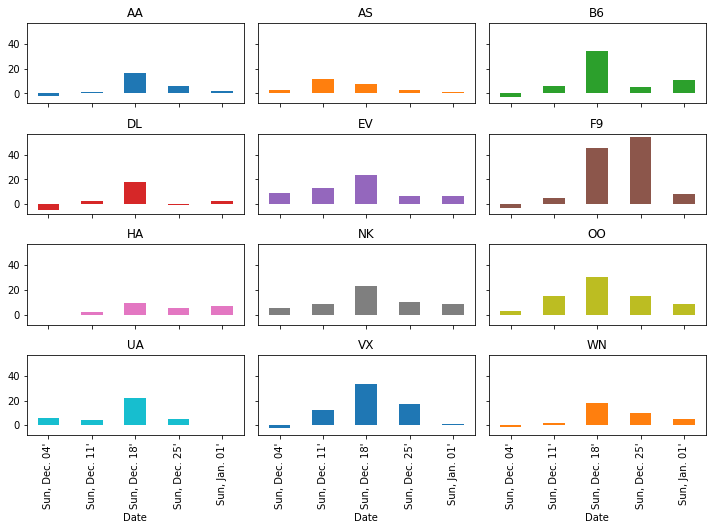 AA AS B6
40
20
0
DL EV F9
40
20
0
HA NK OO
40
20
0
UA VX WN
40
20
0
Sun, Dec. 04' Sun, Dec. 11' Sun, Dec. 18' Sun, Dec. 25' Sun, Jan. 01' Sun, Dec. 04' Sun, Dec. 11' Sun, Dec. 18' Sun, Dec. 25' Sun, Jan. 01' Sun, Dec. 04' Sun, Dec. 11' Sun, Dec. 18' Sun, Dec. 25' Sun, Jan. 01'
Date Date Date